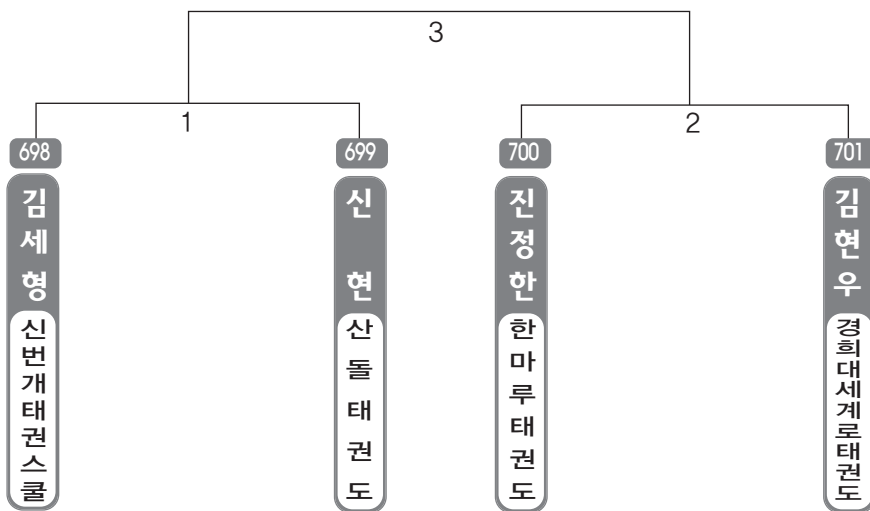 3
1
2
698
699
700
701
김세형
신현
진정한
김현우
신번개태권스쿨
산돌태권도
한마루태권도
경희대세계로태권도